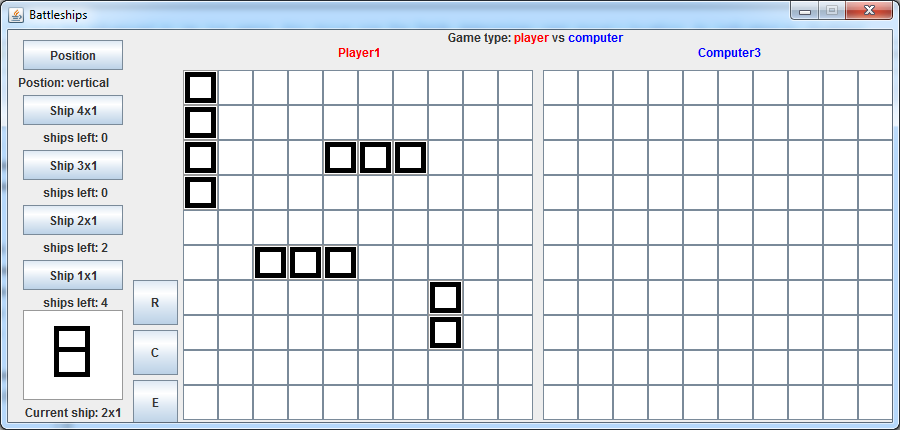 Battleships
Game type: player vs computer
Player1
Computer3
Position
Postion: vertical
Ship 4x1
ships left: 0
Ship 3x1
ships left: 0
Ship 2x1
ships left: 2
Ship 1x1
ships left: 4
R
C
E
Current ship: 2x1